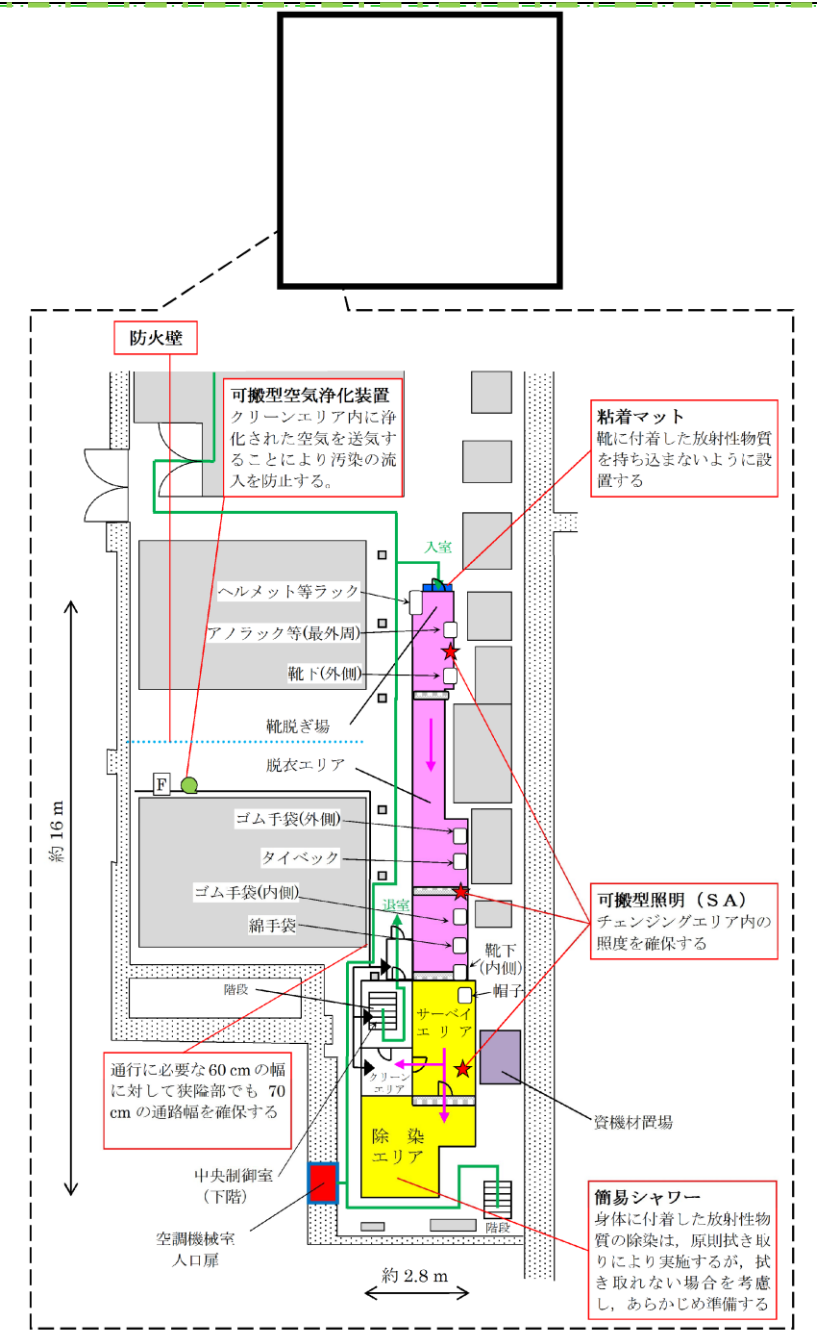 防火壁
可搬型空気浄化装置
クリーンエリア内に浄
化された空気を送気す
ることにより汚染の流
入を防止する。
粘着マット
靴に付着した放射性物質
を持ち込まないように設
置する
入室
ヘルメット等ラック
アノラック等(最外周)
靴下(外側)
靴脱ぎ場
脱衣エリア
F
ゴム手袋(外側)
タイベック
ゴム手袋(内側)
退室
綿手袋
約 16 m
可搬型照明(SA)
チェンジングエリア内の
照度を確保する
靴下
(内側)
帽子
階段
サーベイ
エリア
クリーン
エリア
通行に必要な 60 cm の幅
に対して狭隘部でも 70
cm の通路幅を確保する
資機材置場
除 染
エリア
中央制御室
(下階)
空調機械室
入口扉
階段
約 2.8 m
簡易シャワー
身体に付着した放射性物
質の除染は,原則拭き取
りにより実施するが,拭
き取れない場合を考慮
し,あらかじめ準備する